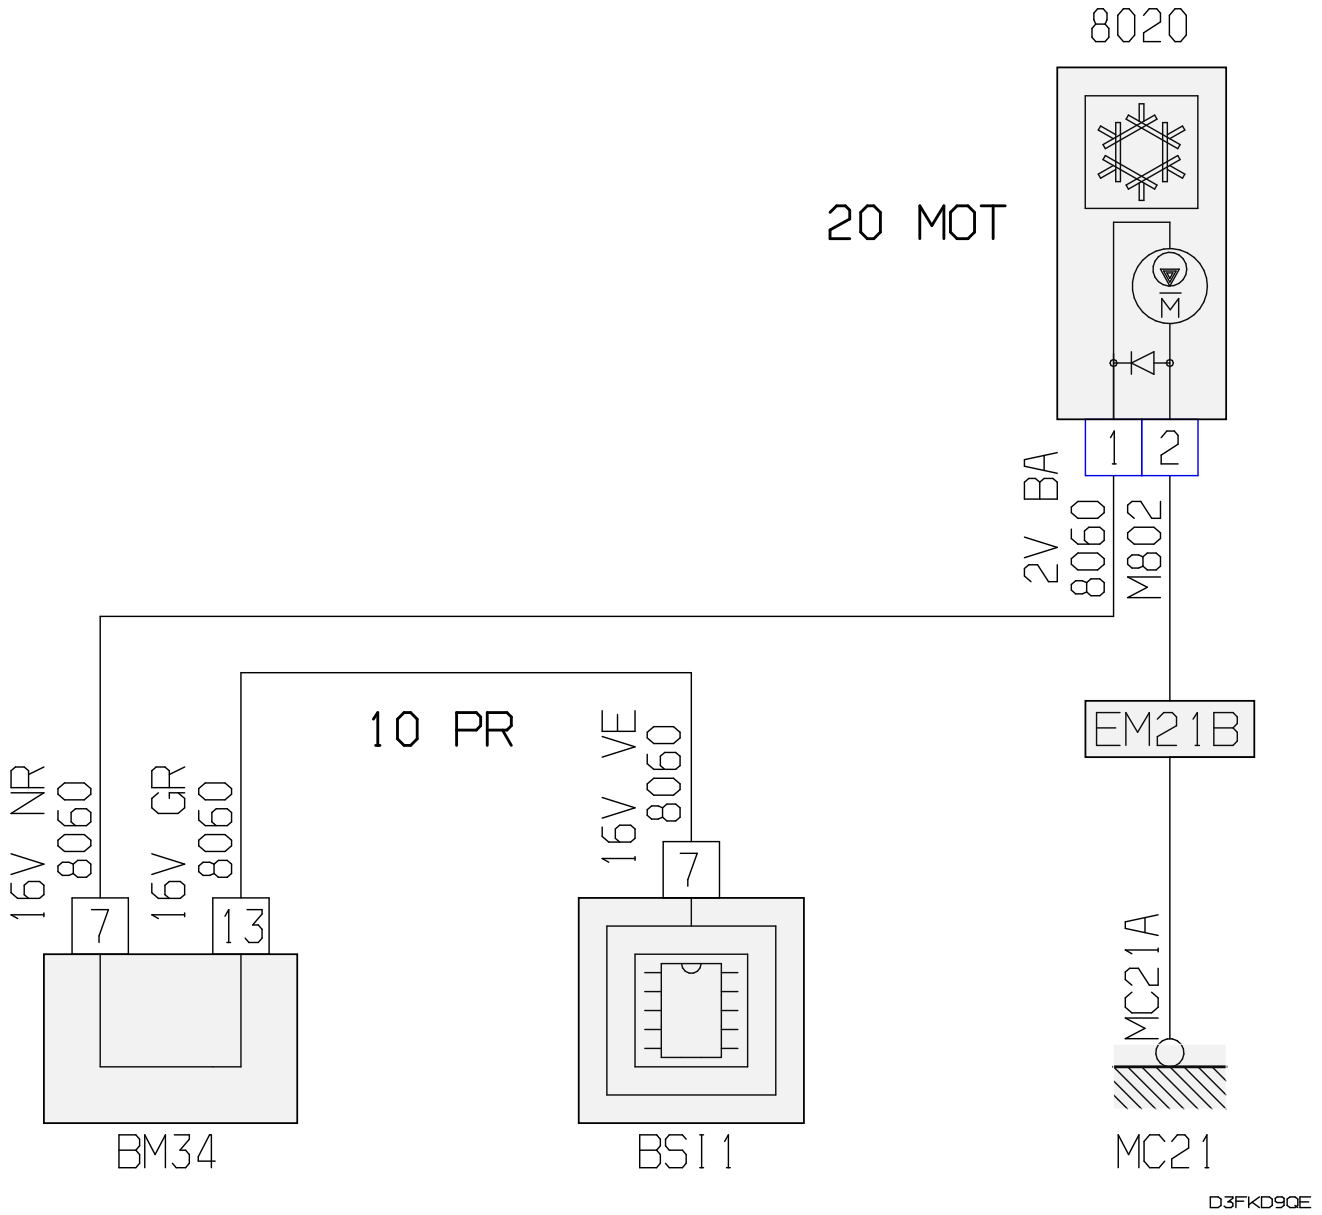 8020
20 MOT
M
1
2
2V BA
8060
M802
10 PR
EM21B
16V NR
8060
16V GR
8060
16V VE
8060
7
7
13
MC21A
BM34
BSI1
MC21
D3FKD9QE